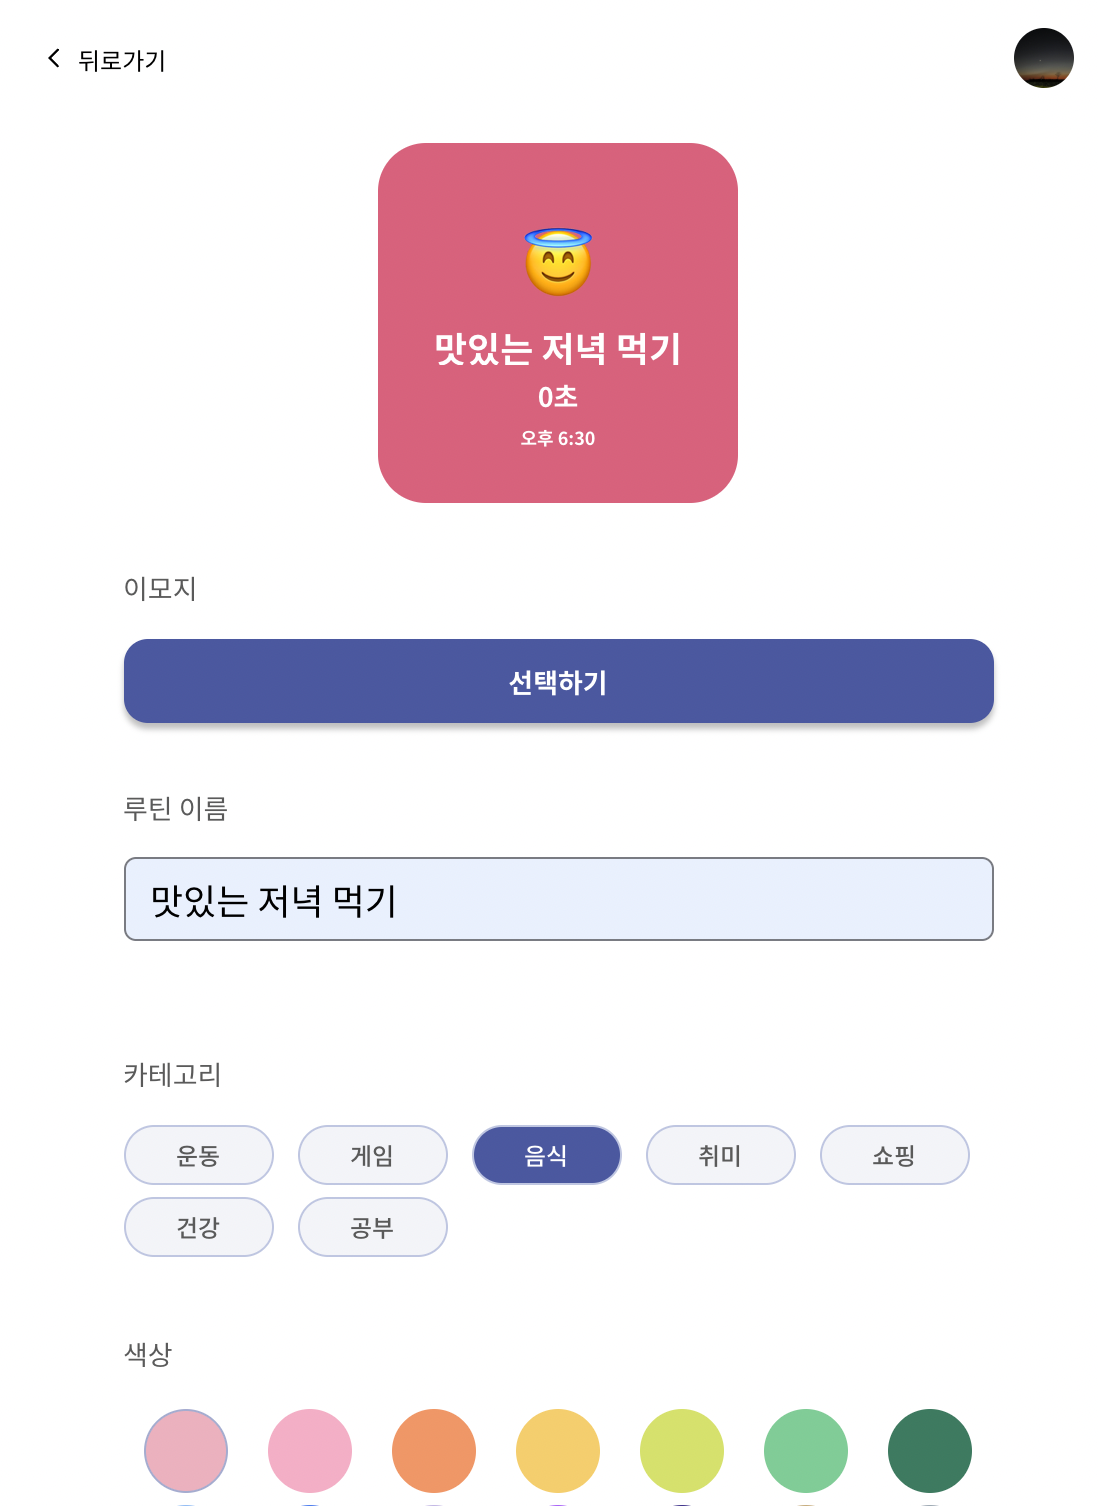 뒤로가기
맛있는 저녁 먹기
0초
오후 6:30
이모지
선택하기
루틴 이름
맛있는 저녁 먹기
카테고리
운동 게임 음식 취미 쇼핑
건강 공부
색상